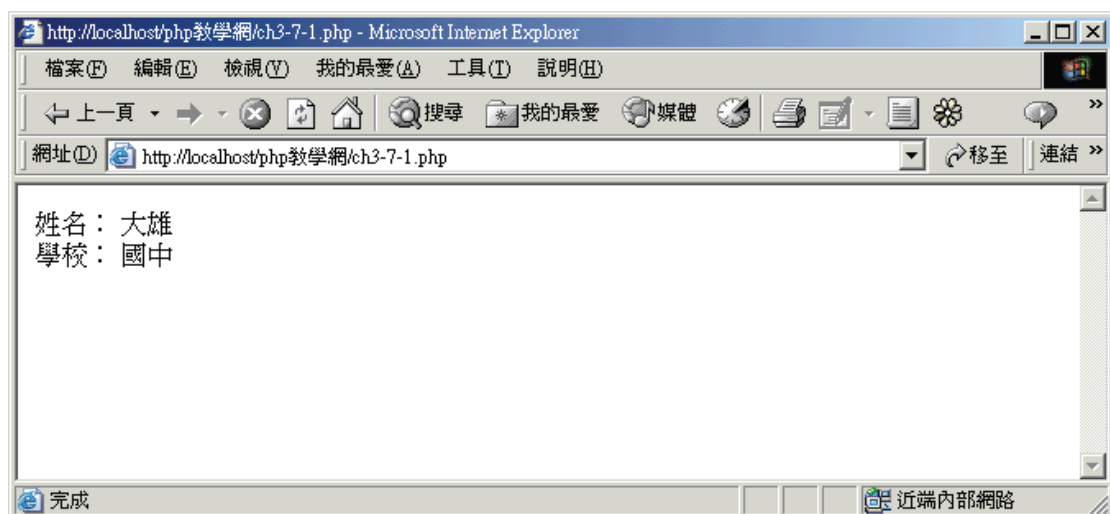 http://localhost/php教學網/ch3-7-1.php - Microsoft Internet Explorer
檔案(F) 編輯(E) 檢視(V) 我的最愛(A) 工具(T) 說明(H)
上一頁 搜尋 我的最愛 媒體 »
網址(D) http://localhost/php教學網/ch3-7-1.php 移至 連結 »
姓名： 大雄
學校： 國中
完成 近端內部網路